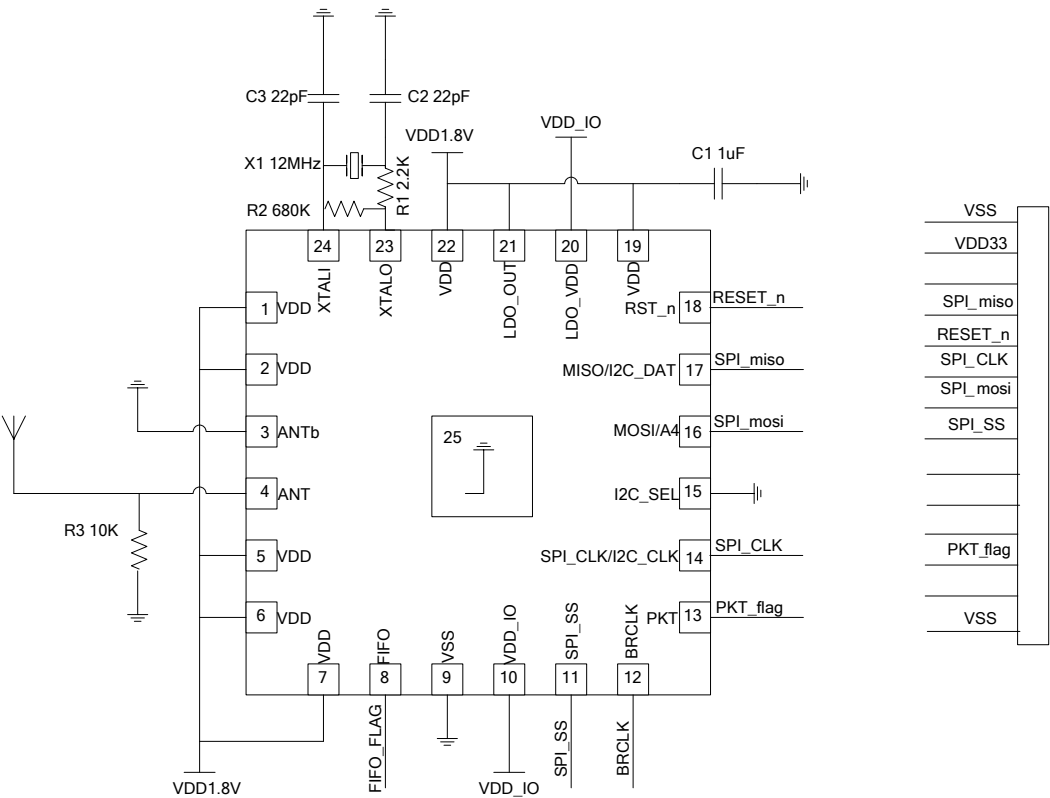 C3 22pF
C2 22pF
VDD1.8V
VDD_IO
C1 1uF
X1 12MHz
R1 2.2K
R2 680K
24
23
22
21
20
19
XTALI
XTALO
VDD
LDO_OUT
LDO_VDD
VDD
1 VDD
2 VDD
3 ANTb
4 ANT
5 VDD
6 VDD
R3 10K
25
RST_n 18 RESET_n
MISO/I2C_DAT 17 SPI_miso
MOSI/A4 16 SPI_mosi
I2C_SEL 15
SPI_CLK/I2C_CLK 14 SPI_CLK
PKT 13 PKT_flag
VDD
FIFO
VSS
VDD_IO
SPI_SS
BRCLK
7
8
9
10
11
12
FIFO_FLAG
SPI_SS
BRCLK
VDD1.8V
VDD_IO
VSS
VDD33
SPI_miso
RESET_n
SPI_CLK
SPI_mosi
SPI_SS
PKT_flag
VSS